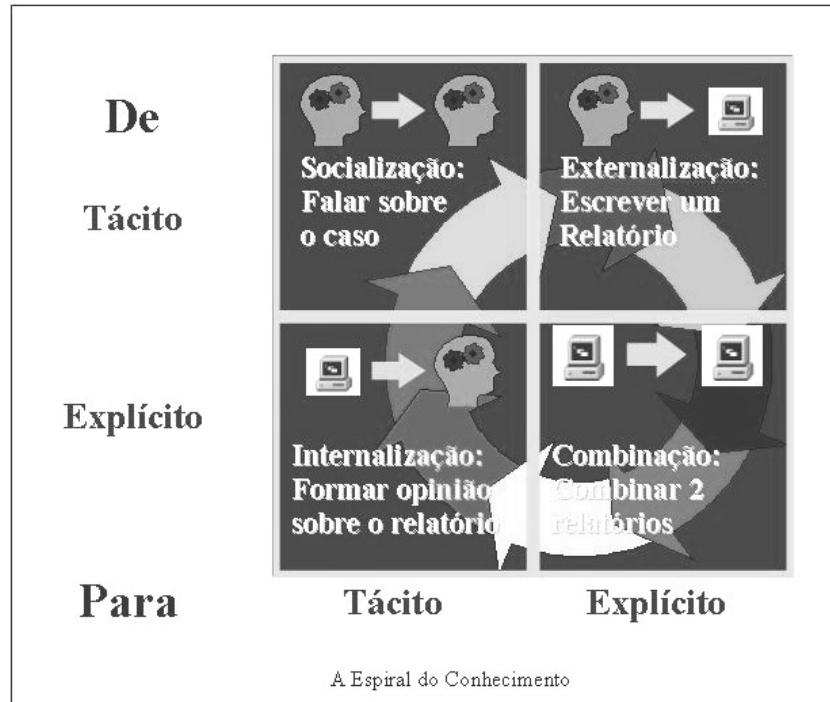 De
Tácito
Socialização:
Falar sobre
o caso
Externalização:
Escrever um
Relatório
Explícito
Internalização:
Formar opinião
sobre o relatório
Combinação:
Combinar 2
relatórios
Para
Tácito
Explícito
A Espiral do Conhecimento